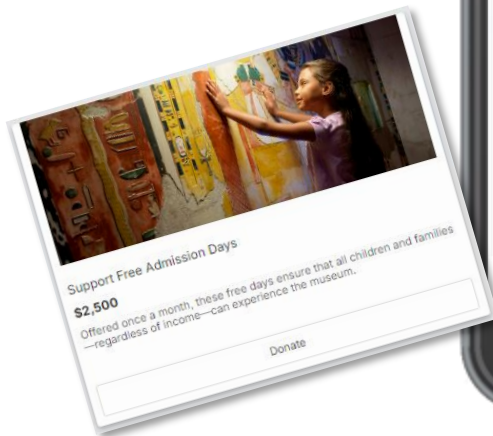 Support Free Admission Days
$2,500
Offered once a month, these free days ensure that all children and families
—regardless of income—can experience the museum.
Donate